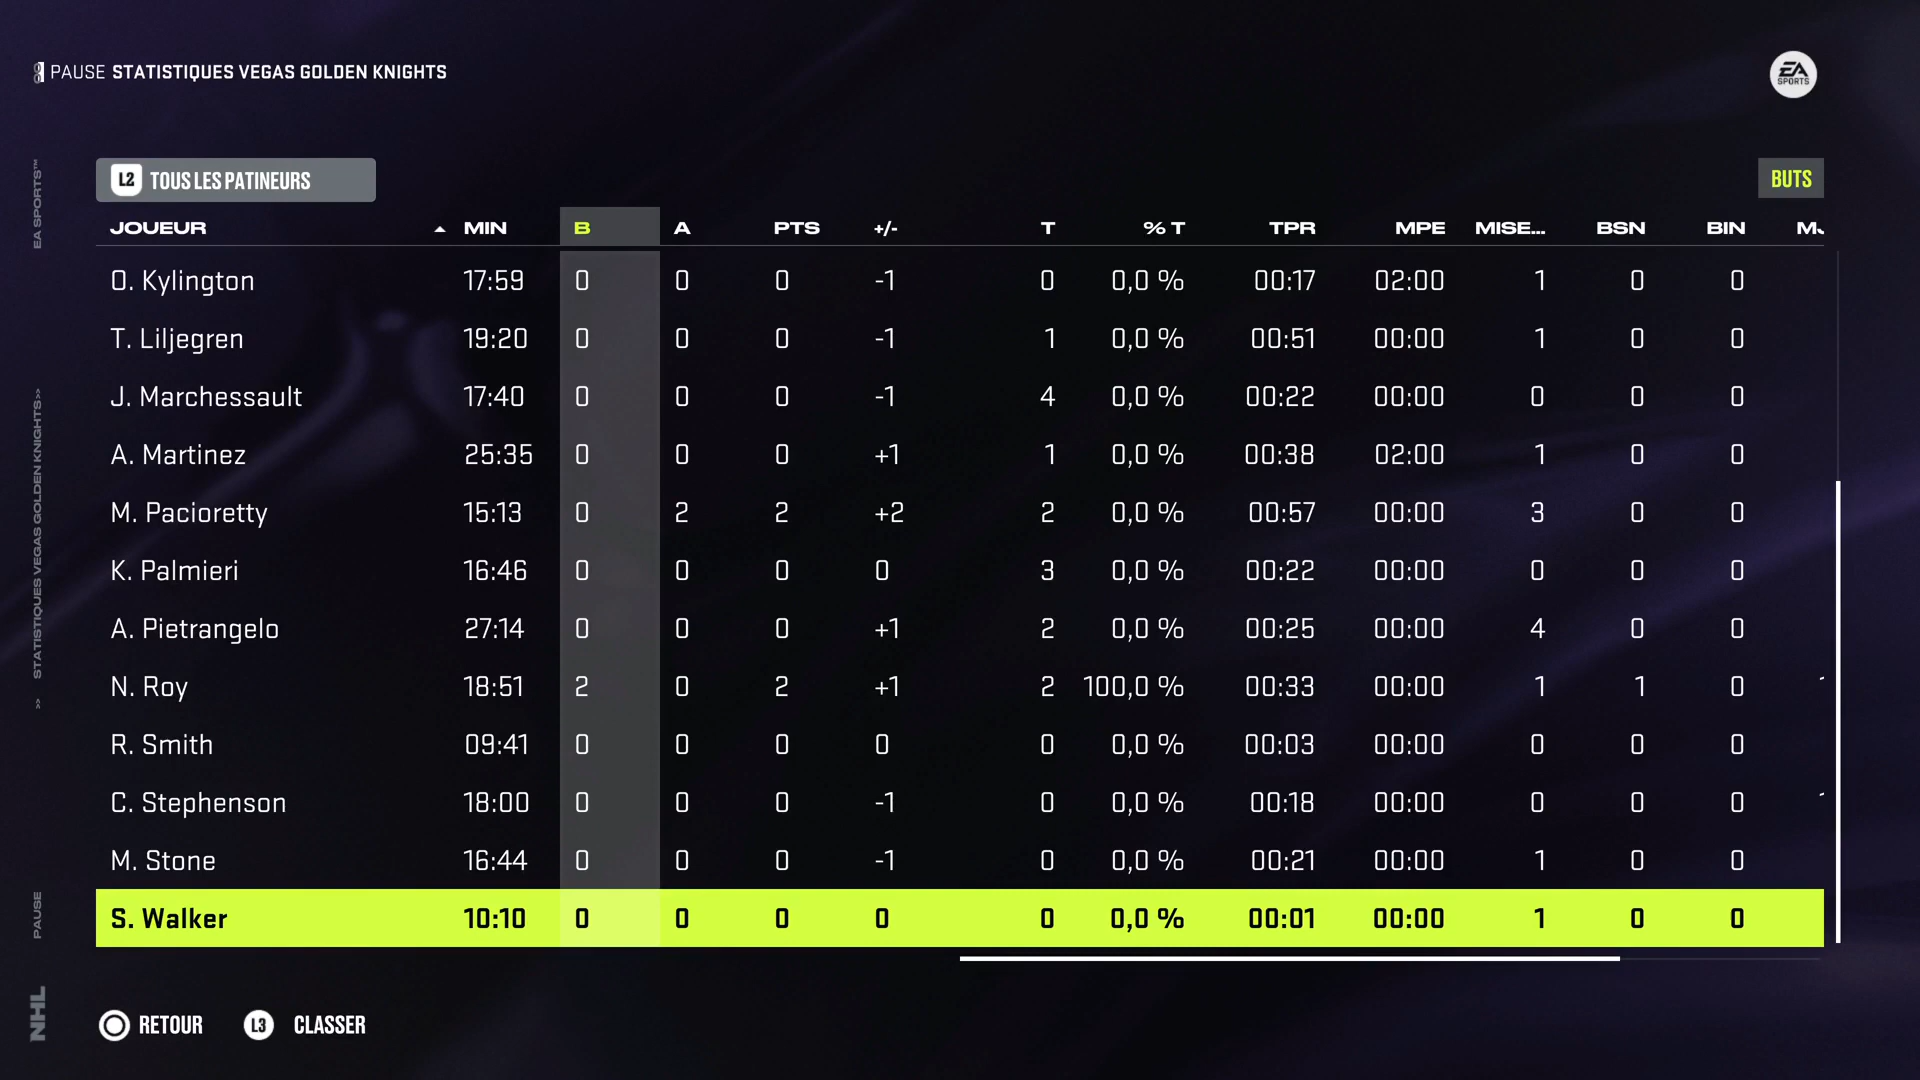 PAUSE STATISTIQUES VEGAS GOLDEN KNIGHTS
EA SPORTS
L2 TOUS LES PATINEURS
BUTS
JOUEUR MIN B A PTS +/- T % T TPR MPE MISE... BSN BIN
O. Kylington 17:59 0 0 0 -1 0 0,0 % 00:17 02:00 1 0 0
T. Liljegren 19:20 0 0 0 -1 1 0,0 % 00:51 00:00 1 0 0
J. Marchessault 17:40 0 0 0 -1 4 0,0 % 00:22 00:00 0 0 0
A. Martinez 25:35 0 0 0 +1 1 0,0 % 00:38 02:00 1 0 0
M. Pacioretty 15:13 0 2 2 +2 2 0,0 % 00:57 00:00 3 0 0
K. Palmieri 16:46 0 0 0 0 3 0,0 % 00:22 00:00 0 0 0
A. Pietrangelo 27:14 0 0 0 +1 2 0,0 % 00:25 00:00 4 0 0
N. Roy 18:51 2 0 2 +1 2 100,0 % 00:33 00:00 1 1 0
R. Smith 09:41 0 0 0 0 0 0,0 % 00:03 00:00 0 0 0
C. Stephenson 18:00 0 0 0 -1 0 0,0 % 00:18 00:00 0 0 0
M. Stone 16:44 0 0 0 -1 0 0,0 % 00:21 00:00 1 0 0
S. Walker 10:10 0 0 0 0 0 0,0 % 00:01 00:00 1 0 0
RETOUR L3 CLASSER
NHL PAUSE >> STATISTIQUES VEGAS GOLDEN KNIGHTS>> EA SPORTS™